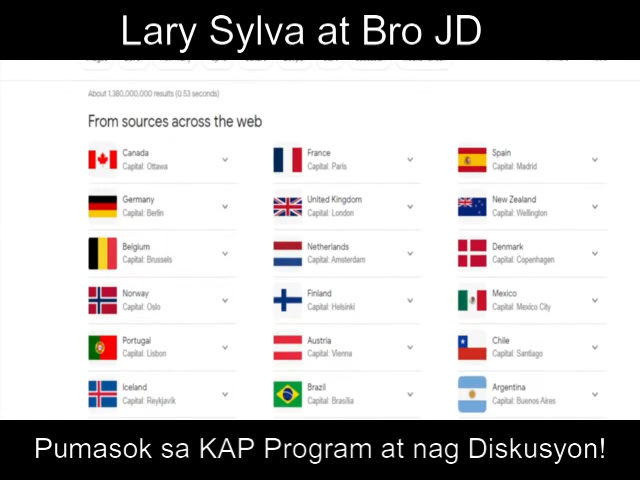 Lary Sylva at Bro JD
About 1,380,000,000 results (0.53 seconds)
From sources across the web
Canada
Capital: Ottawa
France
Capital: Paris
Spain
Capital: Madrid
Germany
Capital: Berlin
United Kingdom
Capital: London
New Zealand
Capital: Wellington
Belgium
Capital: Brussels
Netherlands
Capital: Amsterdam
Denmark
Capital: Copenhagen
Norway
Capital: Oslo
Finland
Capital: Helsinki
Mexico
Capital: Mexico City
Portugal
Capital: Lisbon
Austria
Capital: Vienna
Chile
Capital: Santiago
Iceland
Capital: Reykjavík
Brazil
Capital: Brasília
Argentina
Capital: Buenos Aires
Pumasok sa KAP Program at nag Diskusyon!